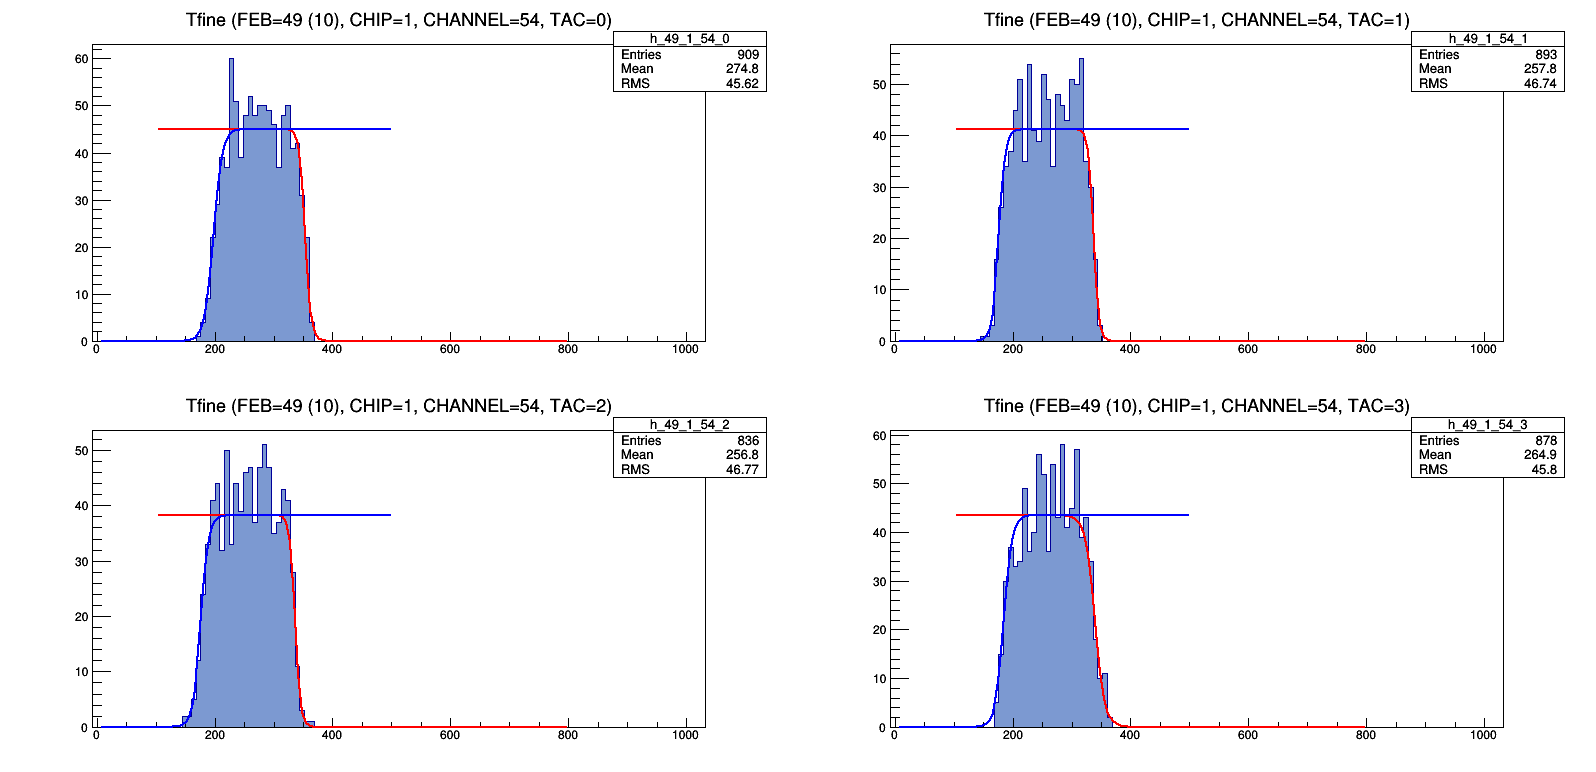 Tfine (FEB=49 (10), CHIP=1, CHANNEL=54, TAC=0)
h_49_1_54_0
Entries 909
Mean 274.8
RMS 45.62
60
50
40
30
20
10
0
0 200 400 600 800 1000
Tfine (FEB=49 (10), CHIP=1, CHANNEL=54, TAC=1)
h_49_1_54_1
Entries 893
Mean 257.8
RMS 46.74
50
40
30
20
10
0
0 200 400 600 800 1000
Tfine (FEB=49 (10), CHIP=1, CHANNEL=54, TAC=2)
h_49_1_54_2
Entries 836
Mean 256.8
RMS 46.77
50
40
30
20
10
0
0 200 400 600 800 1000
Tfine (FEB=49 (10), CHIP=1, CHANNEL=54, TAC=3)
h_49_1_54_3
Entries 878
Mean 264.9
RMS 45.8
60
50
40
30
20
10
0
0 200 400 600 800 1000